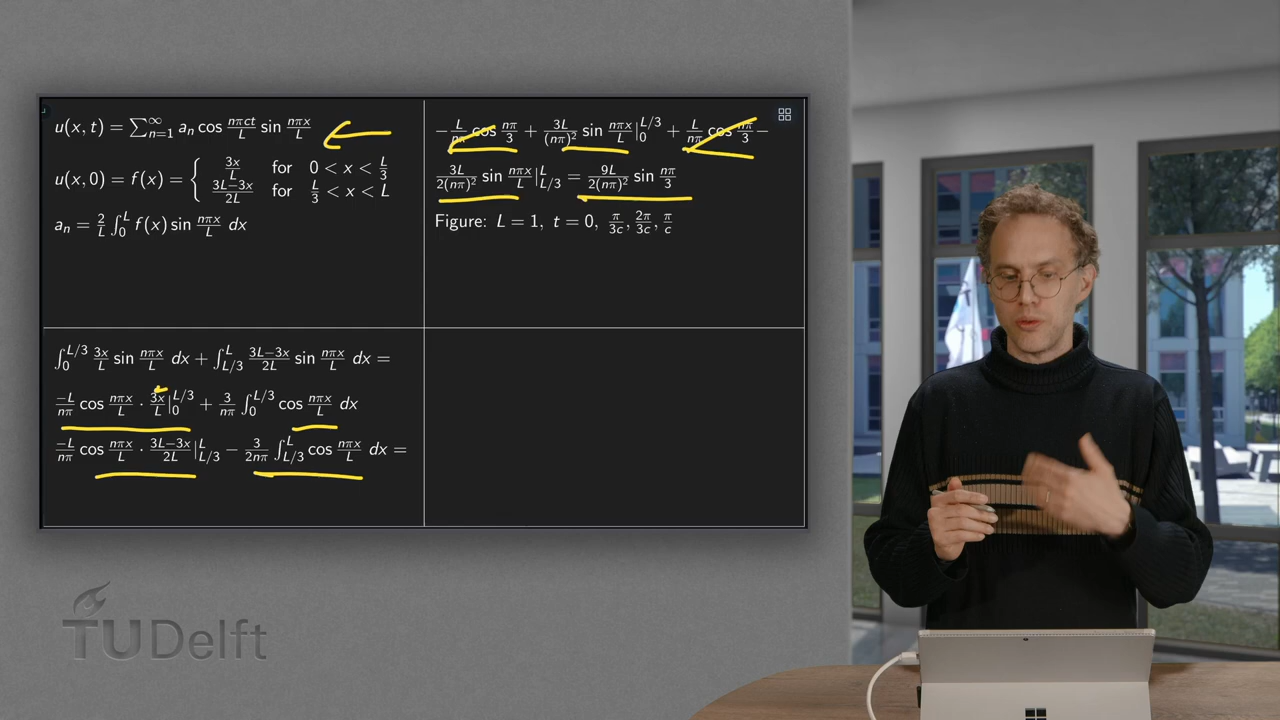 u(x, t) = ∑_{n=1}^{∞} a_n cos nπct/L sin nπx/L
u(x, 0) = f(x) = { 3x/L for 0 < x < L/3
3L−3x/2L for L/3 < x < L
a_n = 2/L ∫_0^L f(x) sin nπx/L dx
∫_0^{L/3} 3x/L sin nπx/L dx + ∫_{L/3}^L 3L−3x/2L sin nπx/L dx =
−L/nπ cos nπx/L · 3x/L |_0^{L/3} + 3/nπ ∫_0^{L/3} cos nπx/L dx
−L/nπ cos nπx/L · 3L−3x/2L |_{L/3}^L − 3/2nπ ∫_{L/3}^L cos nπx/L dx =
− L/nπ cos nπ/3 + 3L/(nπ)² sin nπx/L |_0^{L/3} + L/nπ cos nπ/3 −
3L/2(nπ)² sin nπx/L |_{L/3}^L = 9L/2(nπ)² sin nπ/3
Figure: L = 1, t = 0, π/3c, 2π/3c, π/c
TUDelft